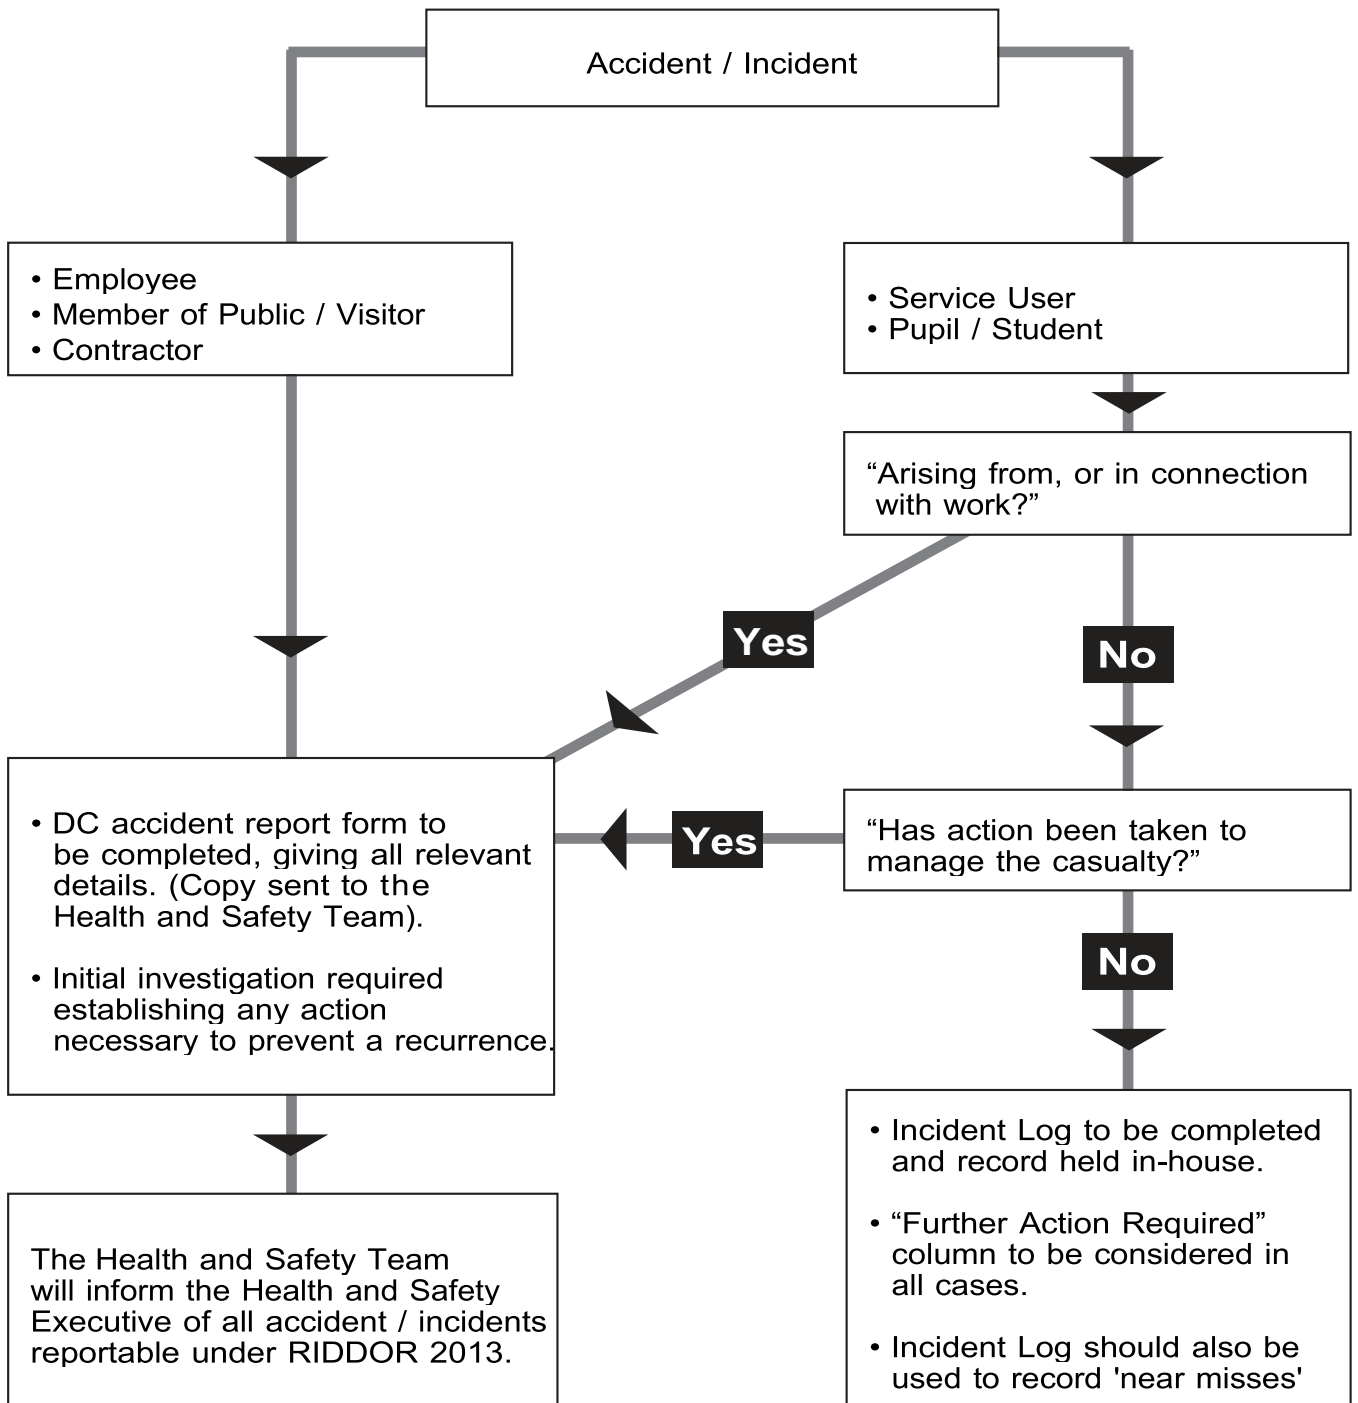 Accident / Incident
• Employee
• Member of Public / Visitor
• Contractor
• Service User
• Pupil / Student
“Arising from, or in connection
with work?”
Yes
No
• DC accident report form to
be completed, giving all relevant
details. (Copy sent to the
Health and Safety Team).
• Initial investigation required
establishing any action
necessary to prevent a recurrence.
Yes
“Has action been taken to
manage the casualty?”
No
The Health and Safety Team
will inform the Health and Safety
Executive of all accident / incidents
reportable under RIDDOR 2013.
• Incident Log to be completed
and record held in-house.
• “Further Action Required”
column to be considered in
all cases.
• Incident Log should also be
used to record 'near misses'